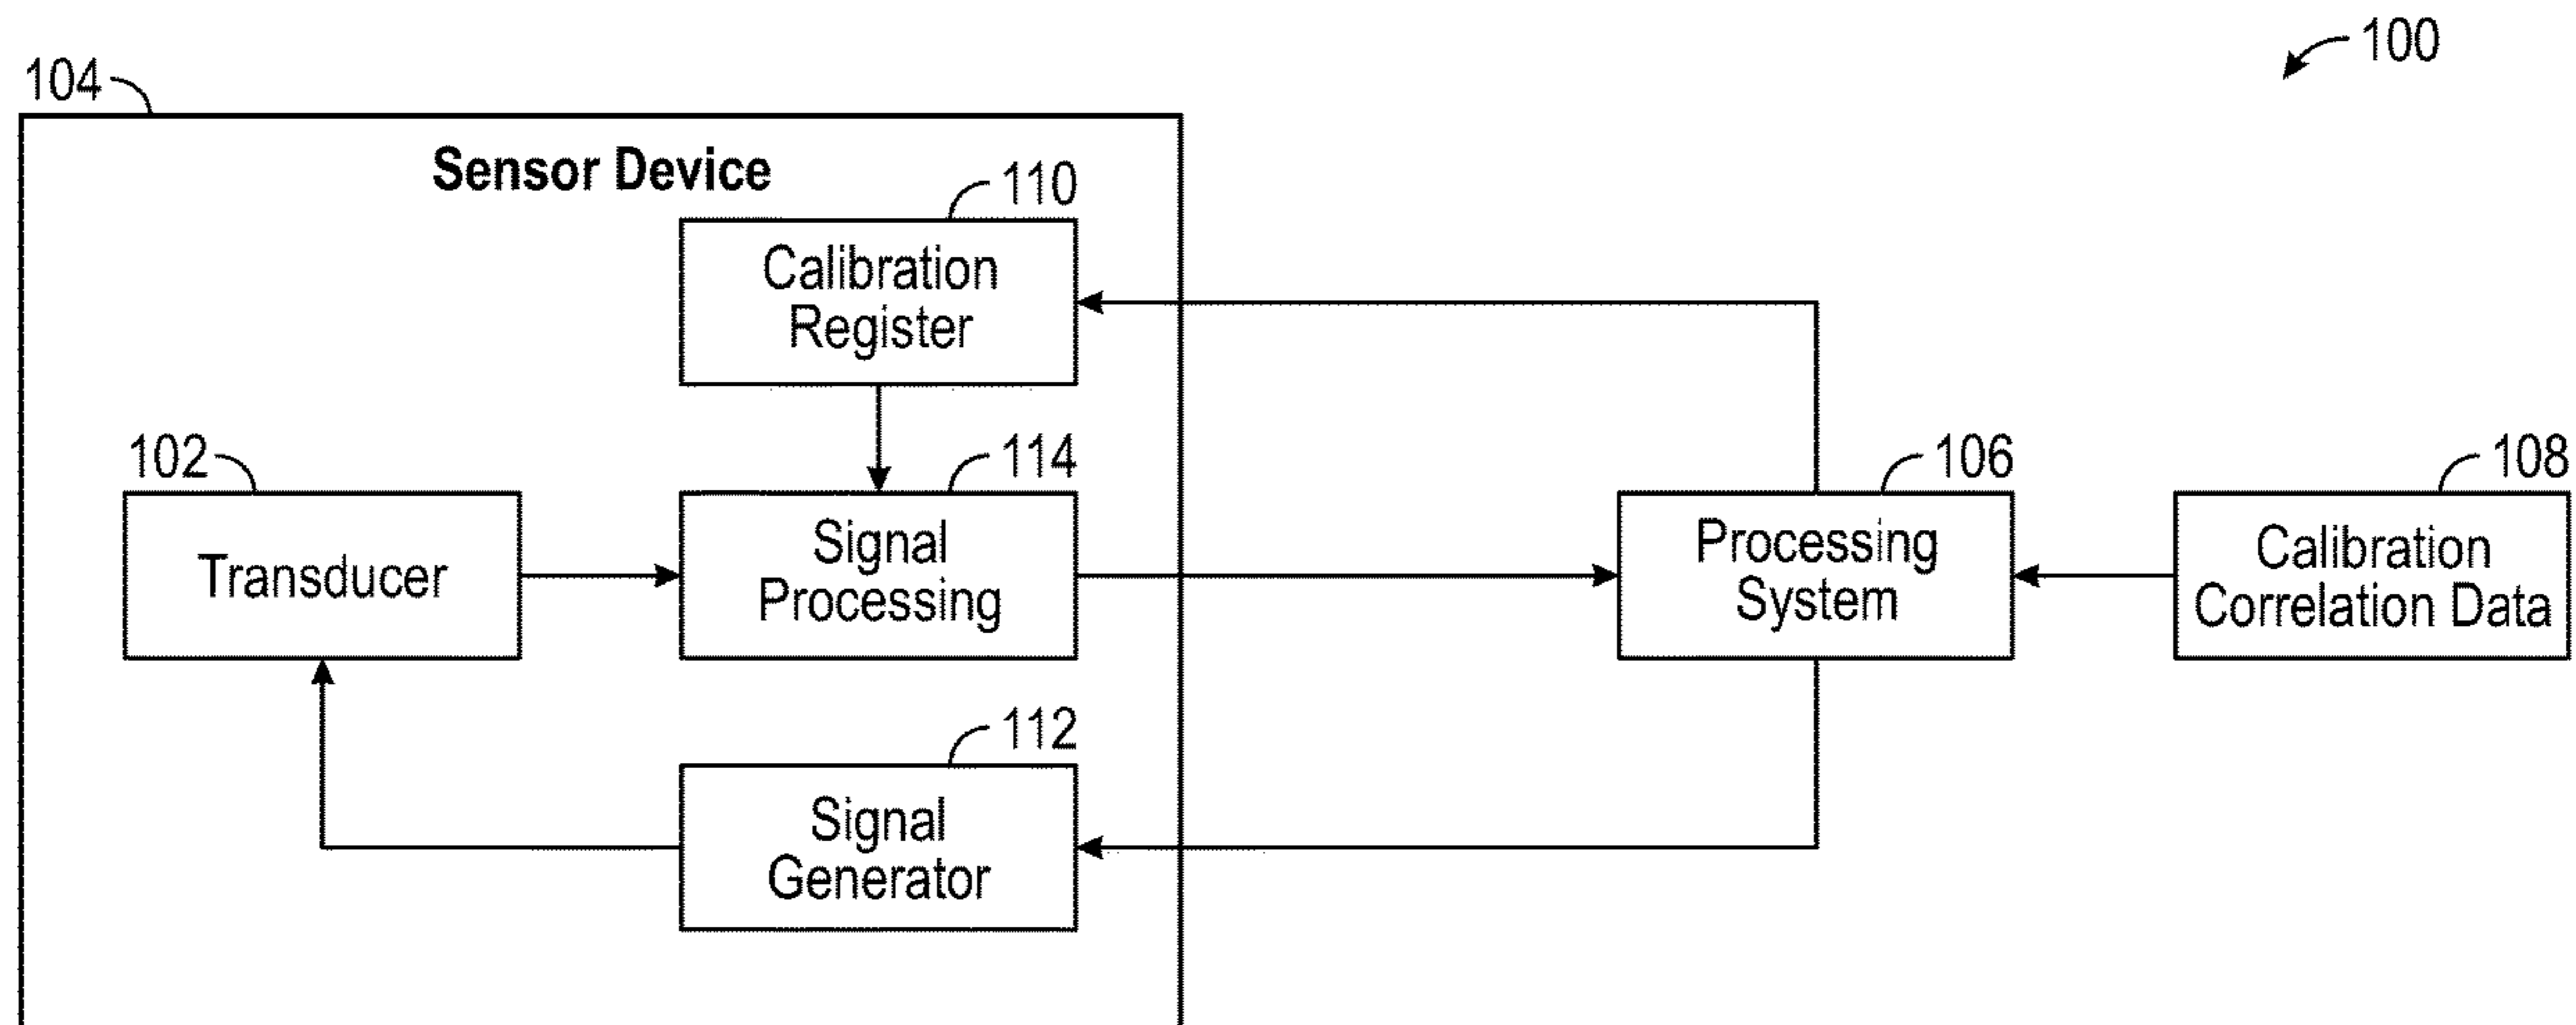 100
104
Sensor Device
110
Calibration
Register
102
114
106
108
Transducer
Signal
Processing
Processing
System
Calibration
Correlation Data
112
Signal
Generator